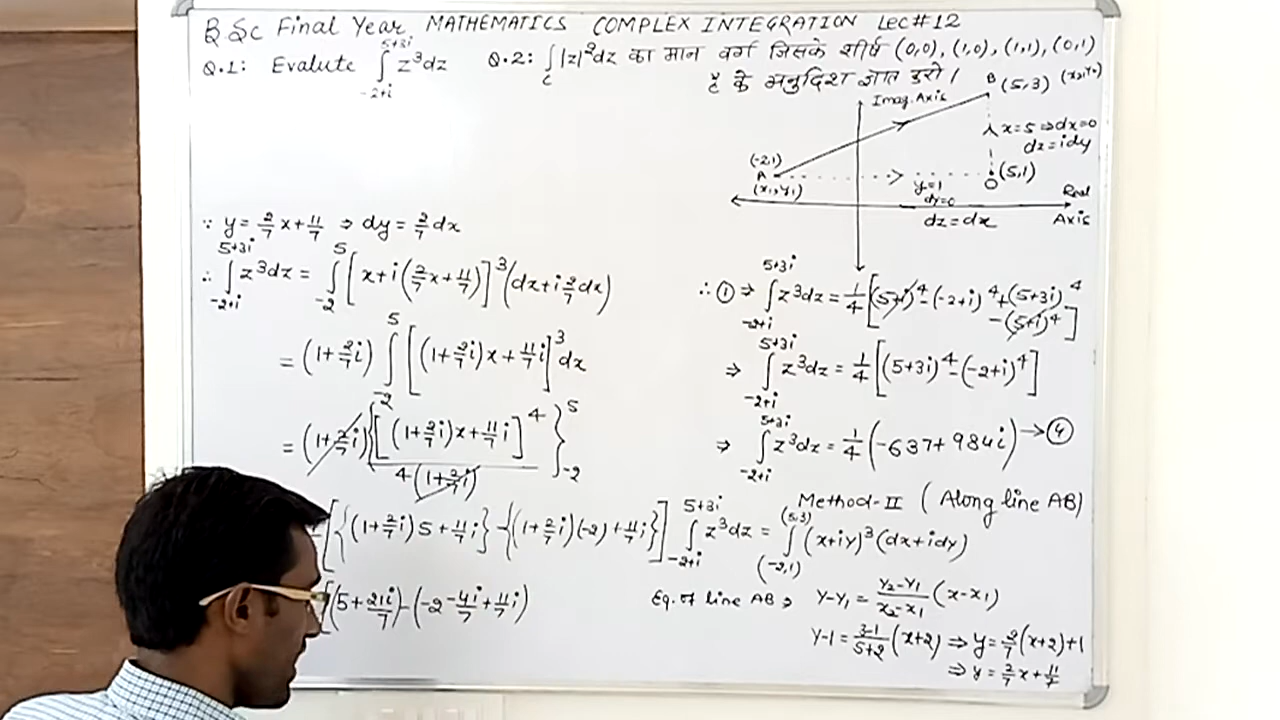 B Sc Final Year MATHEMATICS COMPLEX INTEGRATION Lec#12
Q.1: Evalute ∫_{-2+i}^{5+3i} z³dz
Q.2: ∫_C |z|²dz का मान वर्ग जिसके शीर्ष (0,0), (1,0), (1,1), (0,1)
है के अनुदिश ज्ञात करो।
B (5,3) (x₂,y₂)
Imag. Axis
x=5 ⇒ dx=0
dz=idy
(-2,1)
A
(x₁,y₁)
(5,1)
y=1
dy=0
dz=dx
Real
Axis
∵ y=2/7 x+11/7 ⇒ dy=2/7 dx
∴ ∫_{-2+i}^{5+3i} z³dz = ∫_{-2}^{5} [x+i(2/7 x+11/7)]³(dx+i 2/7 dx)
= (1+2/7 i) ∫_{-2}^{5} [(1+2/7 i)x+11/7 i]³dx
= (1+2/7 i){[(1+2/7 i)x+11/7 i]⁴ / 4(1+2/7 i)}_{-2}^{5}
[{(1+2/7 i)5+11/7 i}-{(1+2/7 i)(-2)+11/7 i}]
[(5+21i/7)-(-2-4i/7+11/7 i)
∴ ① ⇒ ∫_{-2+i}^{5+3i} z³dz = 1/4[(5+i)⁴-(-2+i)⁴+(5+3i)⁴
-(5+i)⁴]
⇒ ∫_{-2+i}^{5+3i} z³dz = 1/4[(5+3i)⁴-(-2+i)⁴]
⇒ ∫_{-2+i}^{5+3i} z³dz = 1/4(-637+984i) → ④
Method-II (Along line AB)
∫_{-2+i}^{5+3i} z³dz = ∫_{(-2,1)}^{(5,3)} (x+iy)³(dx+idy)
Eq. of line AB ⇒ y-y₁ = (y₂-y₁)/(x₂-x₁) (x-x₁)
y-1 = (3-1)/(5+2) (x+2) ⇒ y=2/7(x+2)+1
⇒ y=2/7 x+11/7